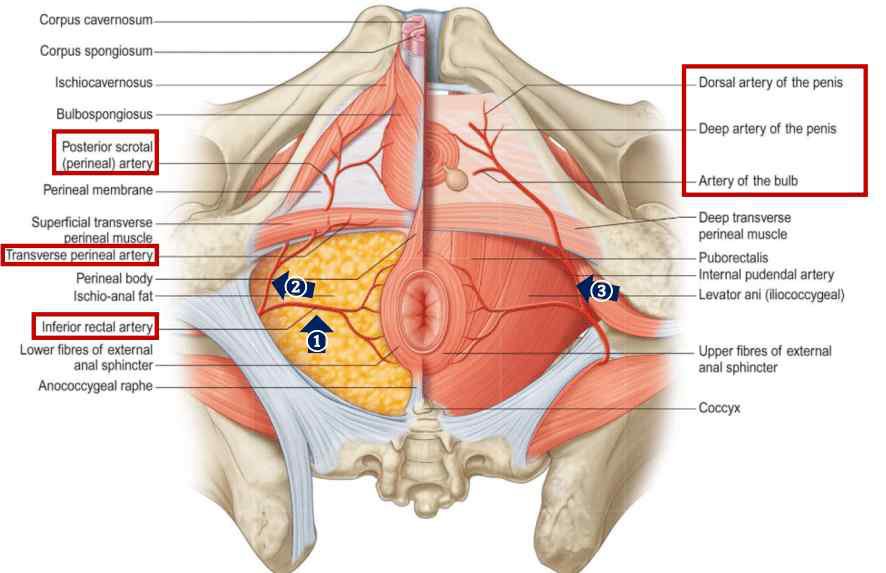 Corpus cavernosum
Corpus spongiosum
Ischiocavernosus
Bulbospongiosus
Posterior scrotal
(perineal) artery
Perineal membrane
Superficial transverse
perineal muscle
Transverse perineal artery
Perineal body
Ischio-anal fat
Inferior rectal artery
Lower fibres of external
anal sphincter
Anococcygeal raphe
2
1
3
Dorsal artery of the penis
Deep artery of the penis
Artery of the bulb
Deep transverse
perineal muscle
Puborectalis
Internal pudendal artery
Levator ani (iliococcygeal)
Upper fibres of external
anal sphincter
Coccyx